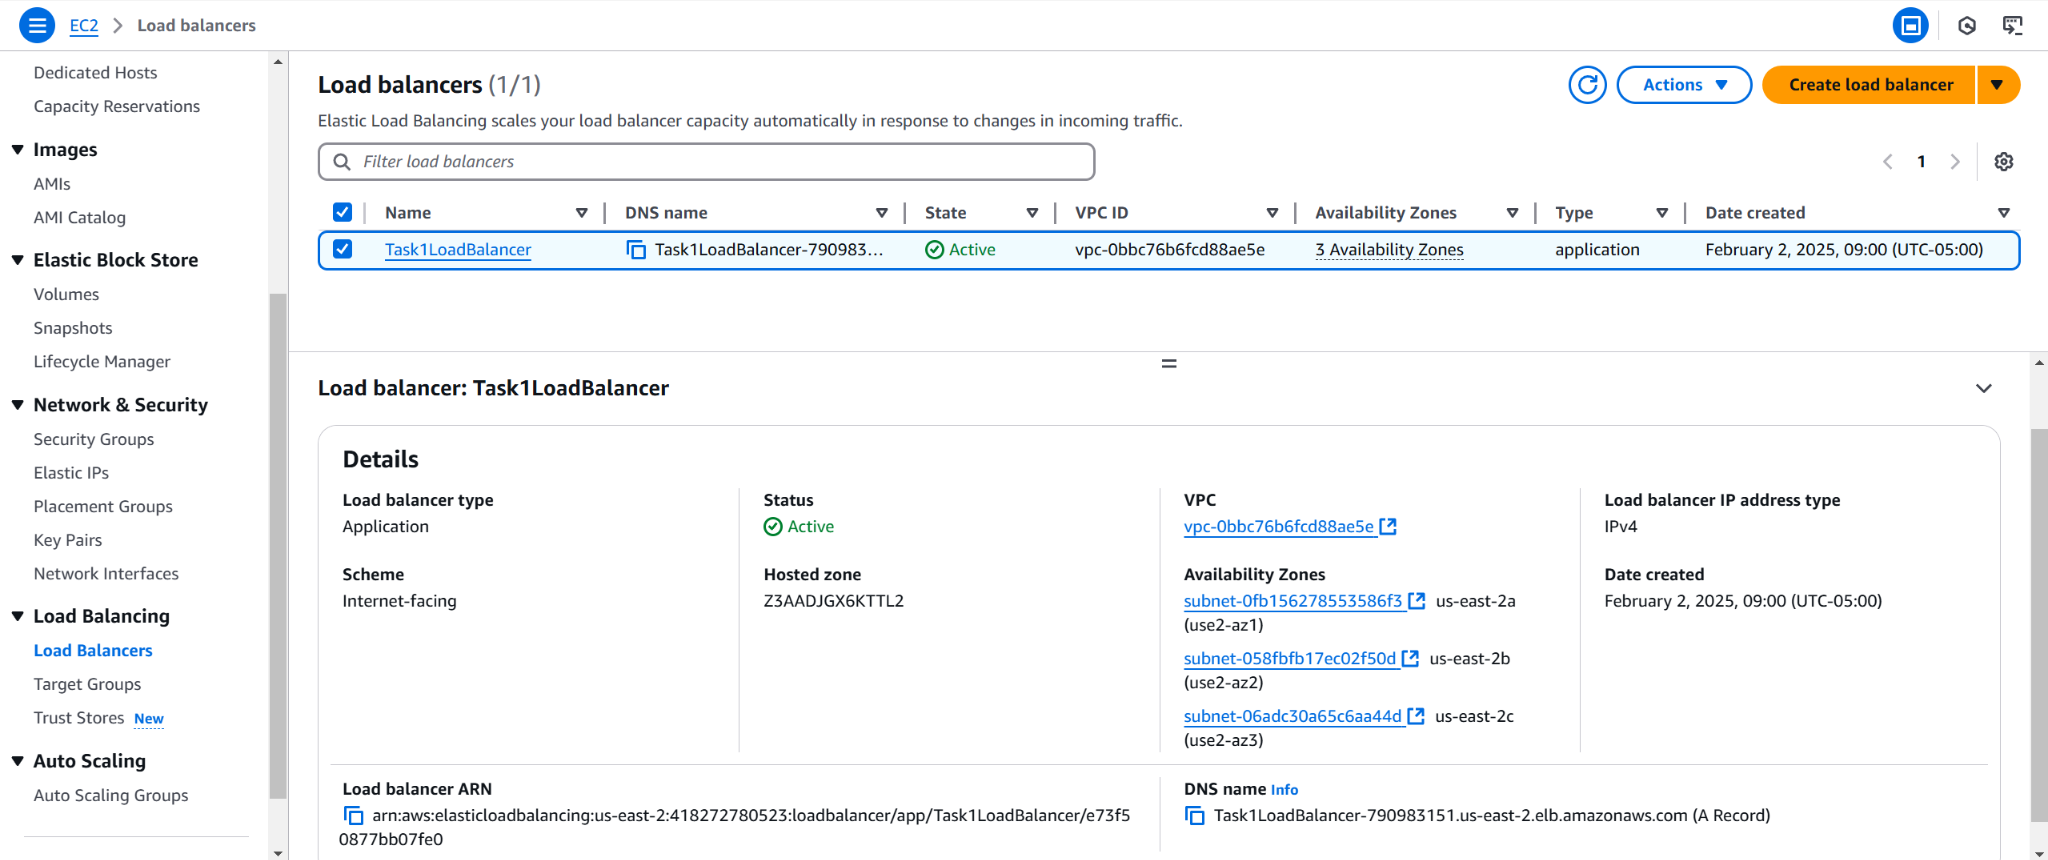 EC2 > Load balancers
Dedicated Hosts
Capacity Reservations
Images
AMIs
AMI Catalog
Elastic Block Store
Volumes
Snapshots
Lifecycle Manager
Network & Security
Security Groups
Elastic IPs
Placement Groups
Key Pairs
Network Interfaces
Load Balancing
Load Balancers
Target Groups
Trust Stores New
Auto Scaling
Auto Scaling Groups
Load balancers (1/1)
Actions
Create load balancer
Elastic Load Balancing scales your load balancer capacity automatically in response to changes in incoming traffic.
Filter load balancers
1
Name DNS name State VPC ID Availability Zones Type Date created
Task1LoadBalancer Task1LoadBalancer-790983... Active vpc-0bbc76b6fcd88ae5e 3 Availability Zones application February 2, 2025, 09:00 (UTC-05:00)
Load balancer: Task1LoadBalancer
Details
Load balancer type
Application
Scheme
Internet-facing
Status
Active
Hosted zone
Z3AADJGX6KTTL2
VPC
vpc-0bbc76b6fcd88ae5e
Availability Zones
subnet-0fb156278553586f3 us-east-2a
(use2-az1)
subnet-058fbfb17ec02f50d us-east-2b
(use2-az2)
subnet-06adc30a65c6aa44d us-east-2c
(use2-az3)
Load balancer IP address type
IPv4
Date created
February 2, 2025, 09:00 (UTC-05:00)
Load balancer ARN
arn:aws:elasticloadbalancing:us-east-2:418272780523:loadbalancer/app/Task1LoadBalancer/e73f5
0877bb07fe0
DNS name Info
Task1LoadBalancer-790983151.us-east-2.elb.amazonaws.com (A Record)